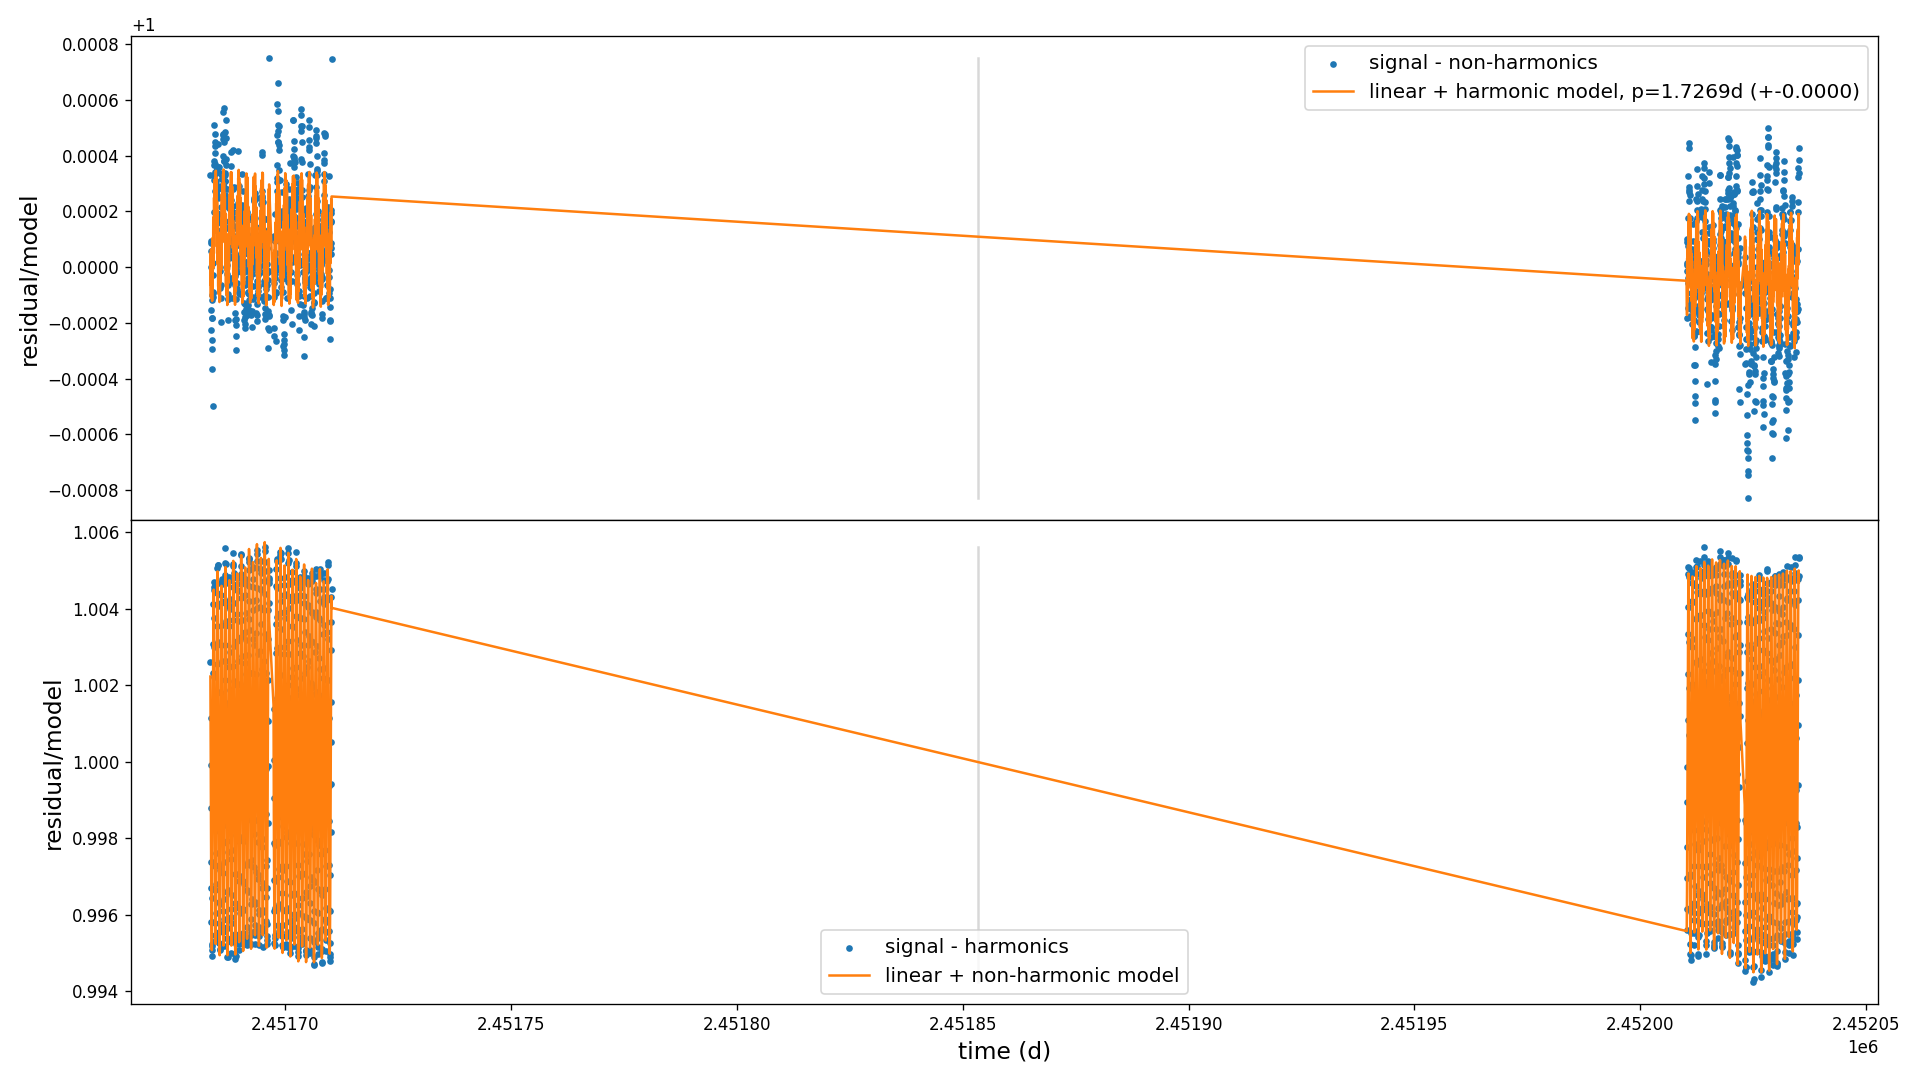 +1
0.0008
0.0006
0.0004
0.0002
0.0000
−0.0002
−0.0004
−0.0006
−0.0008
residual/model
signal - non-harmonics
linear + harmonic model, p=1.7269d (+-0.0000)
1.006
1.004
1.002
1.000
0.998
0.996
0.994
residual/model
signal - harmonics
linear + non-harmonic model
2.45170 2.45175 2.45180 2.45185 2.45190 2.45195 2.45200 2.45205
1e6
time (d)